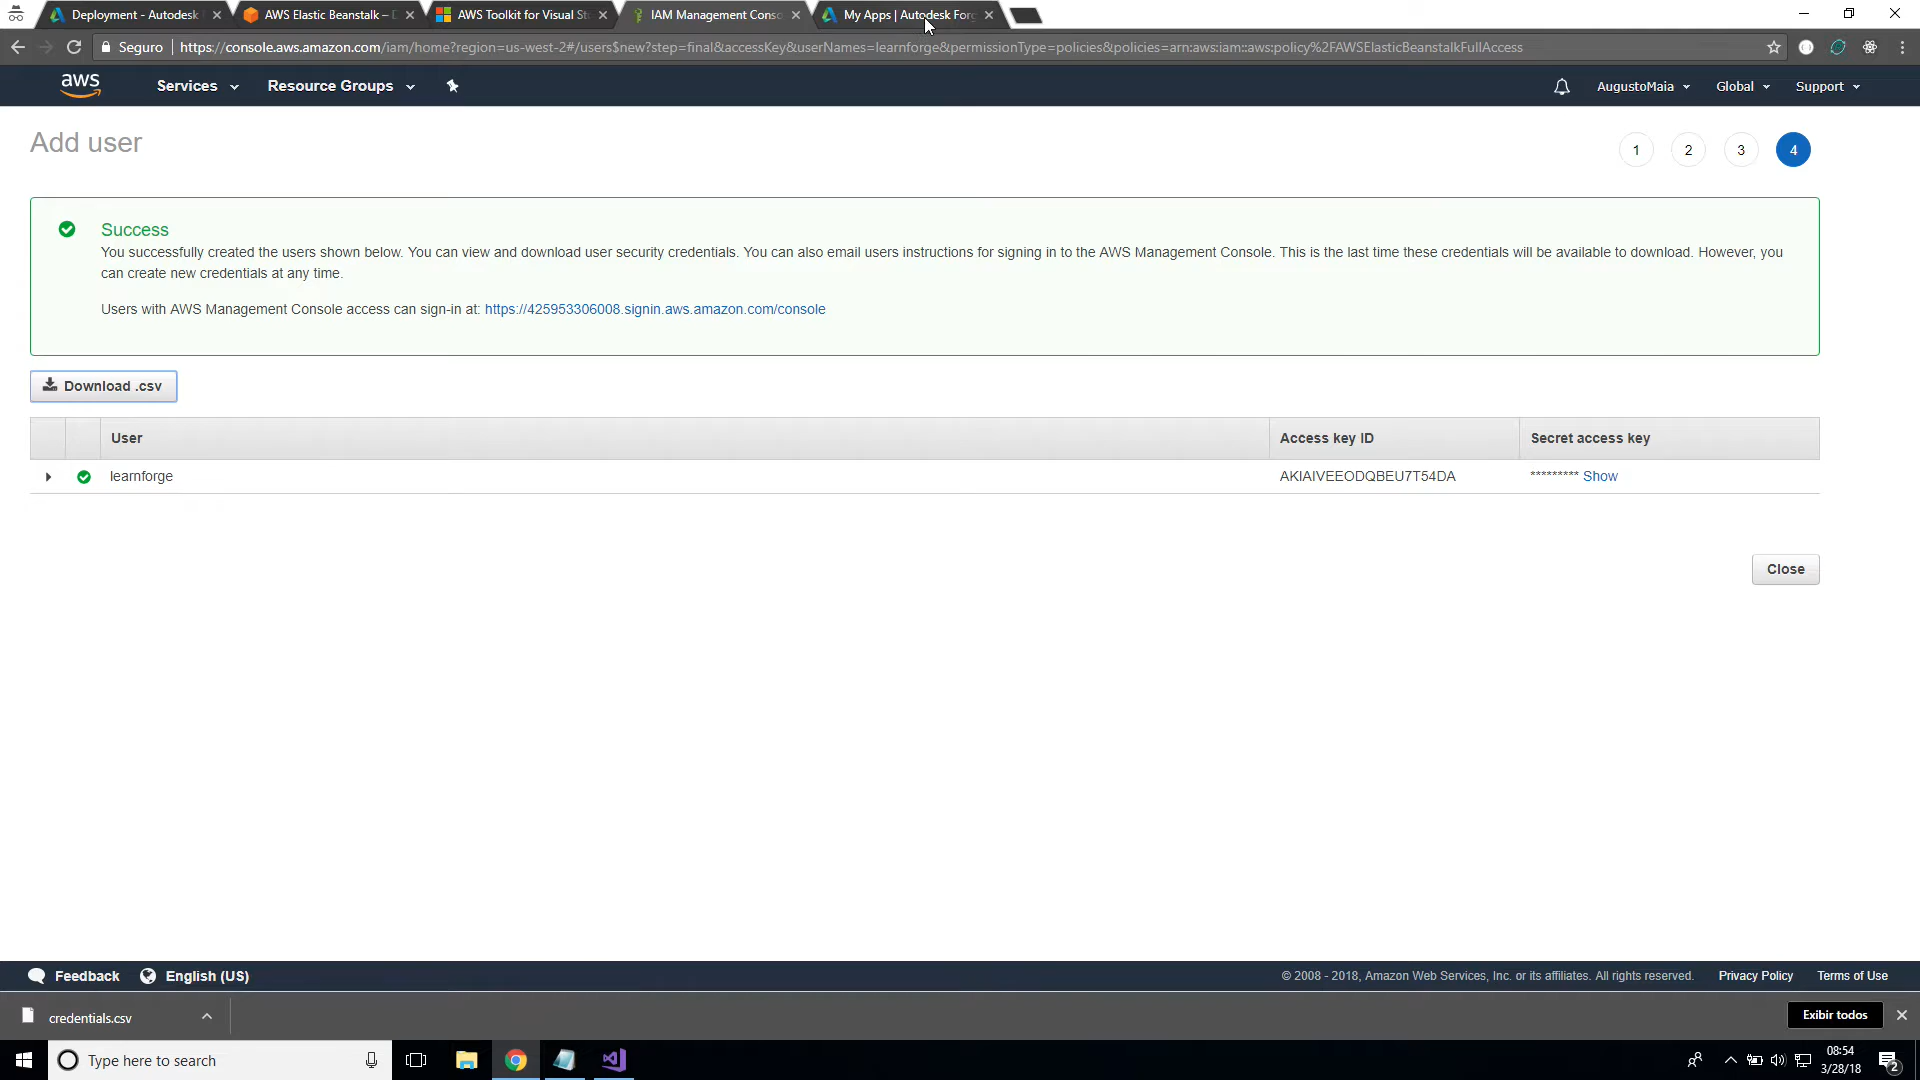 Deployment - Autodesk
AWS Elastic Beanstalk –
AWS Toolkit for Visual St
IAM Management Conso
My Apps | Autodesk Forg
Seguro
https://console.aws.amazon.com/iam/home?region=us-west-2#/users$new?step=final&accessKey&userNames=learnforge&permissionType=policies&policies=arn:aws:iam::aws:policy%2FAWSElasticBeanstalkFullAccess
aws
Services
Resource Groups
AugustoMaia
Global
Support
Add user
1
2
3
4
Success
You successfully created the users shown below. You can view and download user security credentials. You can also email users instructions for signing in to the AWS Management Console. This is the last time these credentials will be available to download. However, you
can create new credentials at any time.
Users with AWS Management Console access can sign-in at: https://425953306008.signin.aws.amazon.com/console
Download .csv
User
Access key ID
Secret access key
learnforge
AKIAIVEEODQBEU7T54DA
********* Show
Close
Feedback
English (US)
© 2008 - 2018, Amazon Web Services, Inc. or its affiliates. All rights reserved.
Privacy Policy
Terms of Use
credentials.csv
Exibir todos
Type here to search
08:54
3/28/18
2